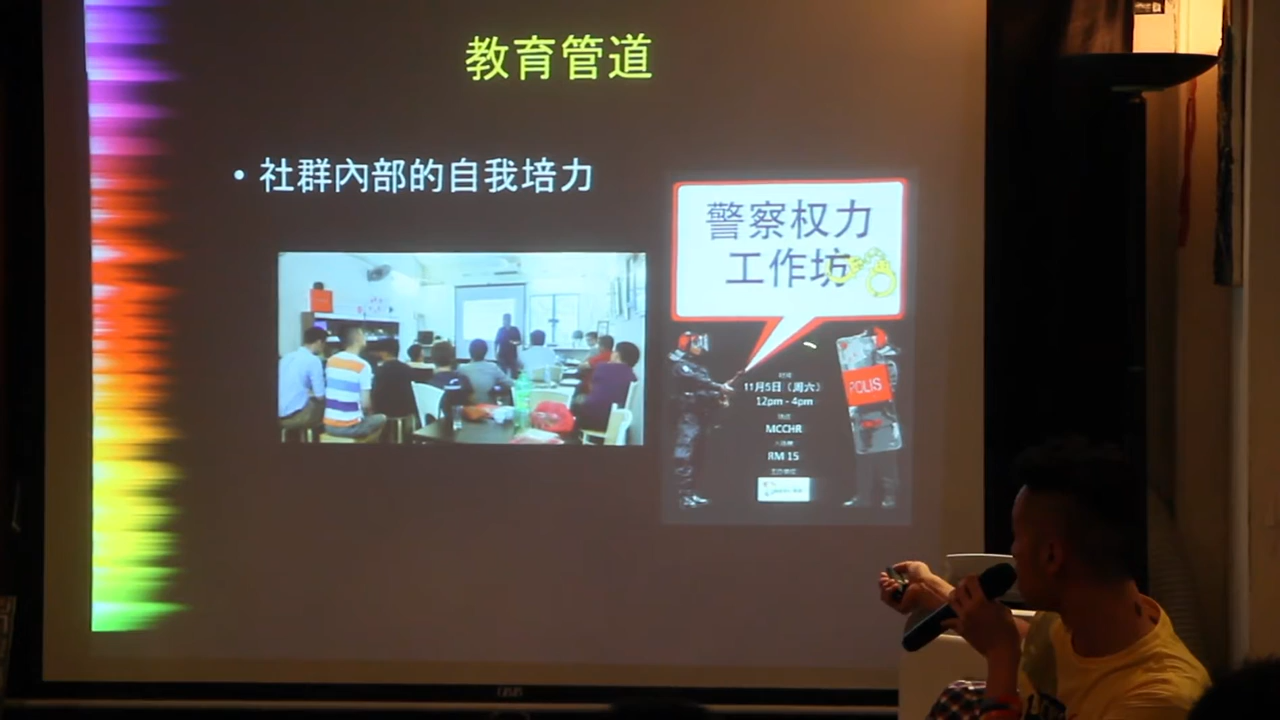 教育管道
• 社群內部的自我培力
警察权力
工作坊
11月5日（周六）
12pm - 4pm
MCCHR
RM 15
POLIS